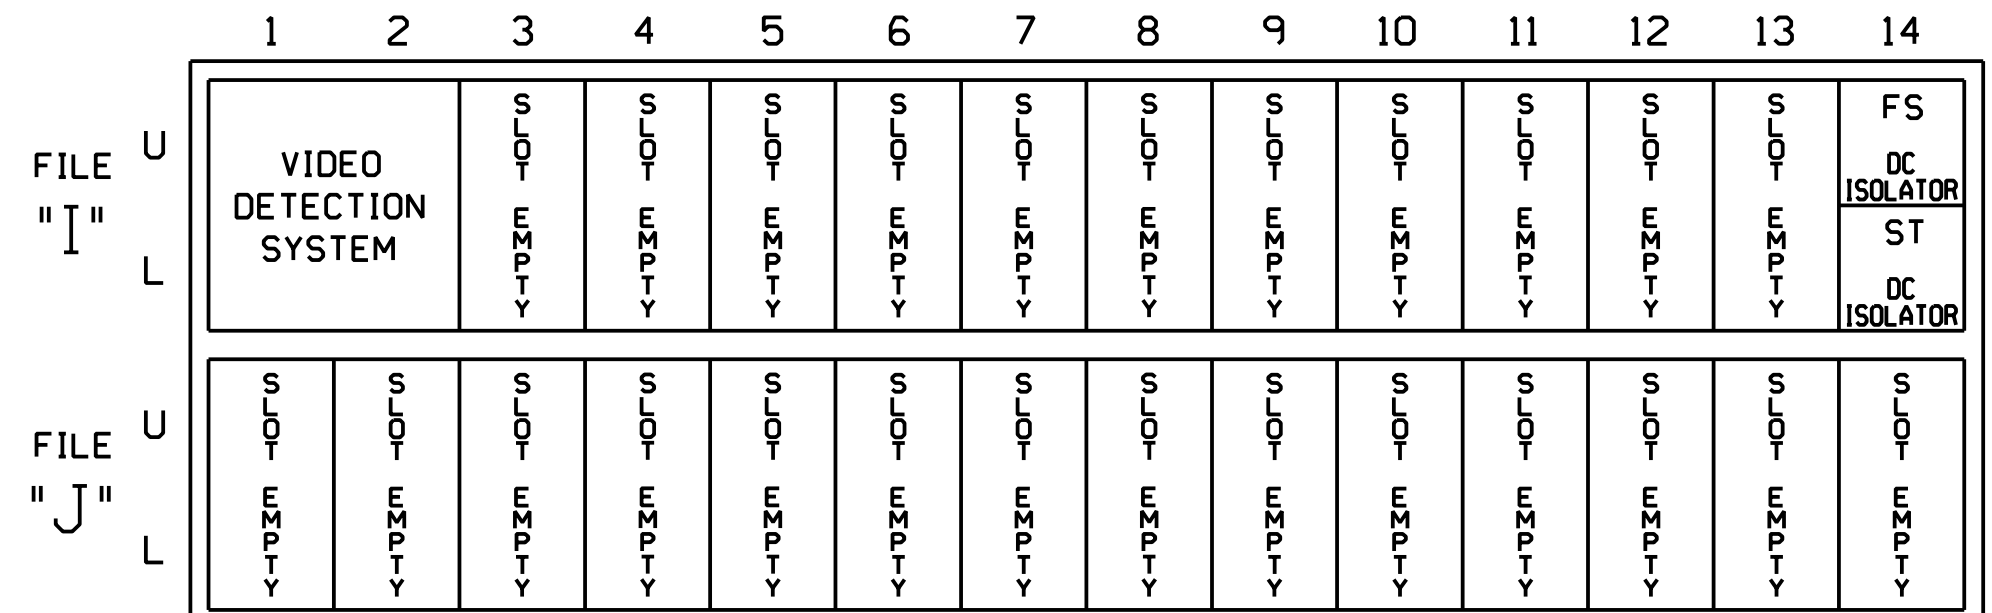 1 2 3 4 5 6 7 8 9 10 11 12 13 14
FILE
"I"
U
L
VIDEO
DETECTION
SYSTEM
SLOT EMPTY
SLOT EMPTY
SLOT EMPTY
SLOT EMPTY
SLOT EMPTY
SLOT EMPTY
SLOT EMPTY
SLOT EMPTY
SLOT EMPTY
SLOT EMPTY
SLOT EMPTY
FS
DC
ISOLATOR
ST
DC
ISOLATOR
FILE
"J"
U
L
SLOT EMPTY
SLOT EMPTY
SLOT EMPTY
SLOT EMPTY
SLOT EMPTY
SLOT EMPTY
SLOT EMPTY
SLOT EMPTY
SLOT EMPTY
SLOT EMPTY
SLOT EMPTY
SLOT EMPTY
SLOT EMPTY
SLOT EMPTY